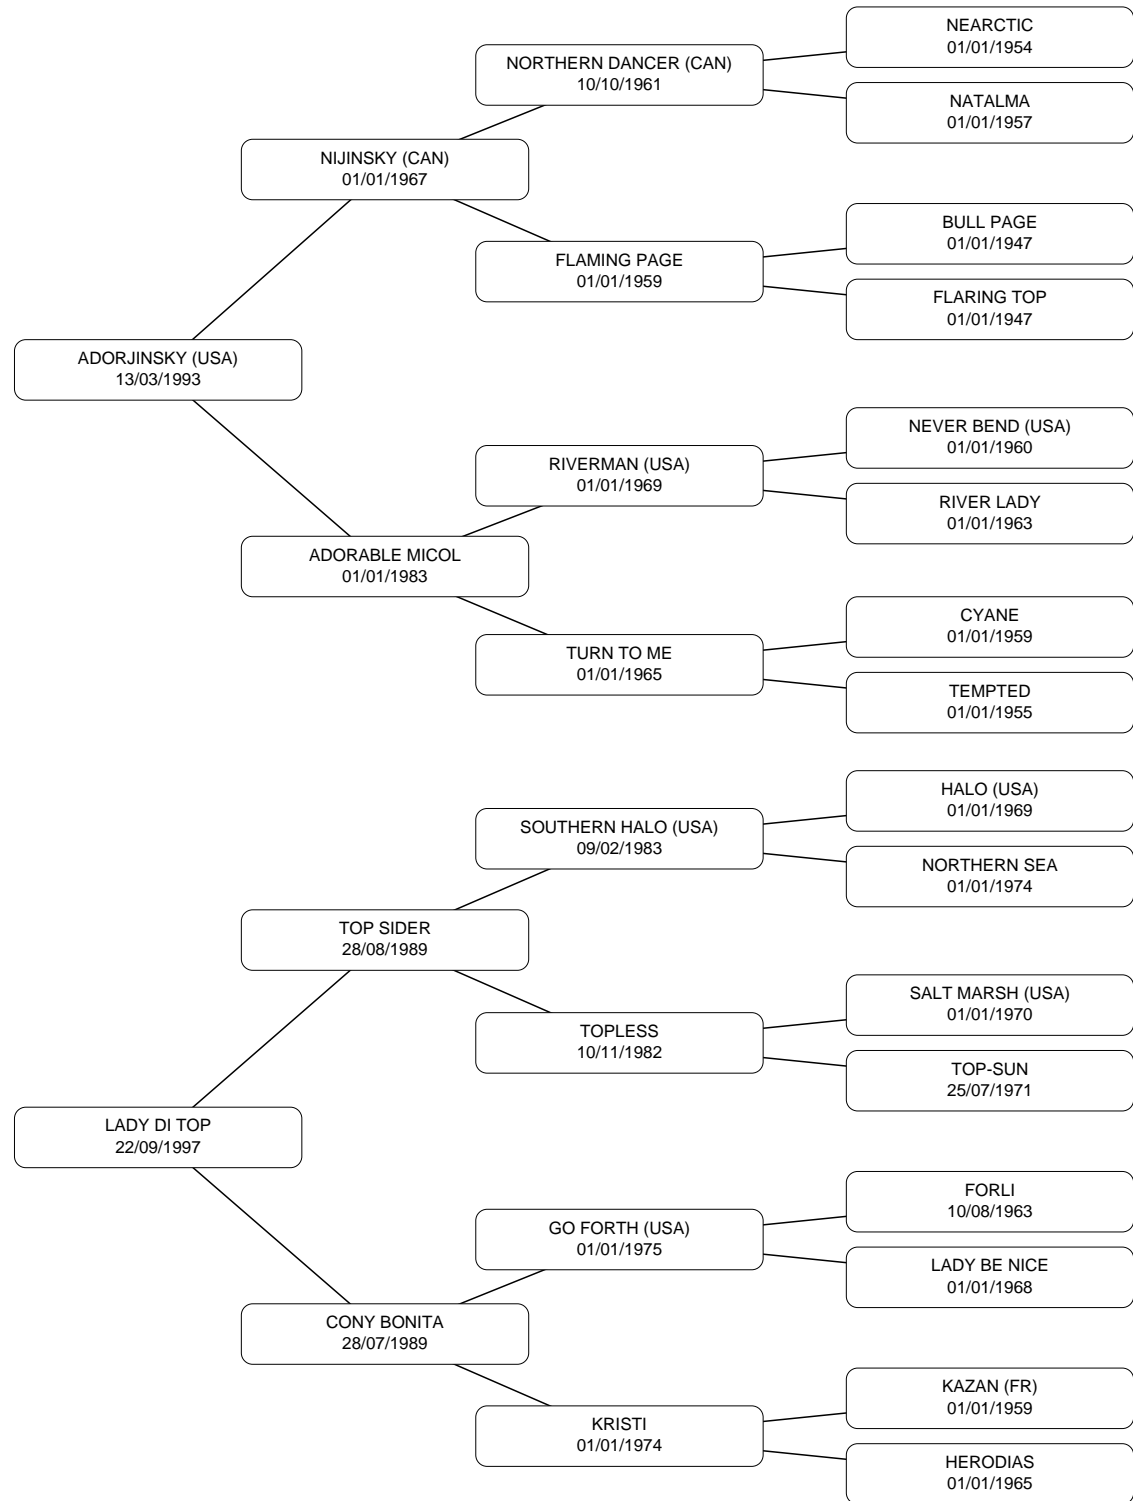 NEARCTIC
01/01/1954
NORTHERN DANCER (CAN)
10/10/1961
NATALMA
01/01/1957
NIJINSKY (CAN)
01/01/1967
BULL PAGE
01/01/1947
FLAMING PAGE
01/01/1959
FLARING TOP
01/01/1947
ADORJINSKY (USA)
13/03/1993
NEVER BEND (USA)
01/01/1960
RIVERMAN (USA)
01/01/1969
RIVER LADY
01/01/1963
ADORABLE MICOL
01/01/1983
CYANE
01/01/1959
TURN TO ME
01/01/1965
TEMPTED
01/01/1955
HALO (USA)
01/01/1969
SOUTHERN HALO (USA)
09/02/1983
NORTHERN SEA
01/01/1974
TOP SIDER
28/08/1989
SALT MARSH (USA)
01/01/1970
TOPLESS
10/11/1982
TOP-SUN
25/07/1971
LADY DI TOP
22/09/1997
FORLI
10/08/1963
GO FORTH (USA)
01/01/1975
LADY BE NICE
01/01/1968
CONY BONITA
28/07/1989
KAZAN (FR)
01/01/1959
KRISTI
01/01/1974
HERODIAS
01/01/1965